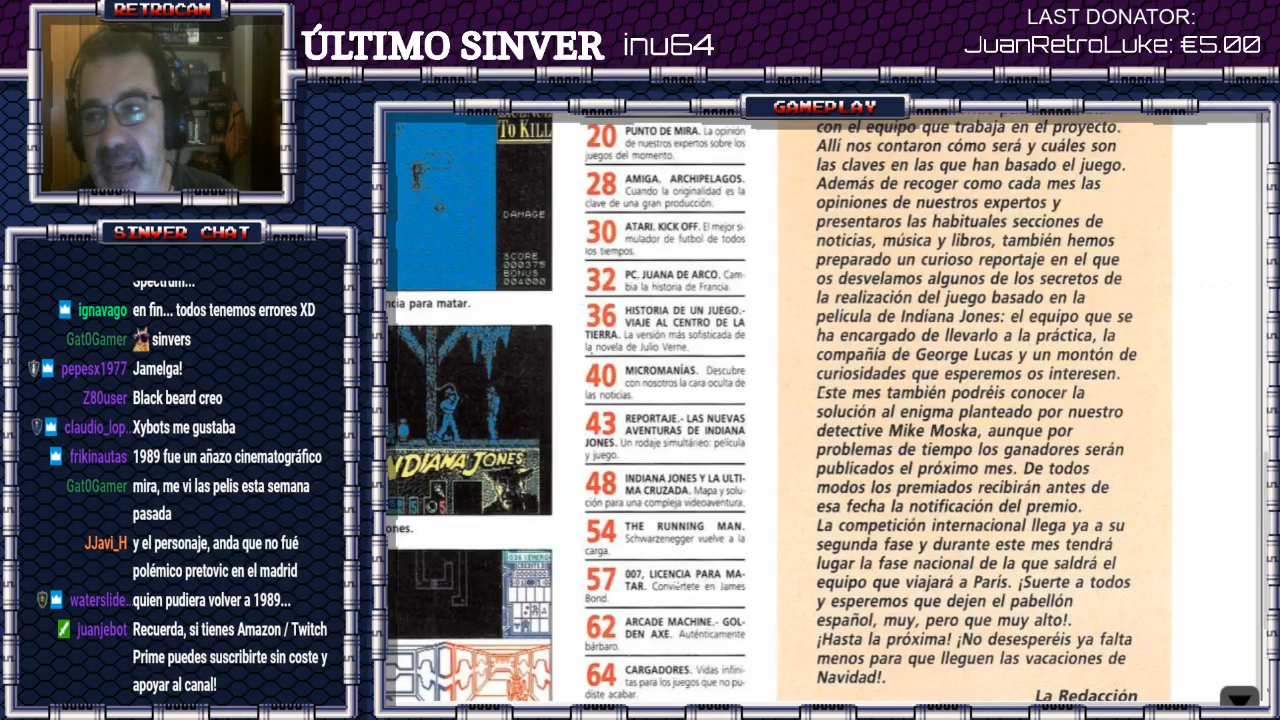 RETROCAM
ÚLTIMO SINVER inu64
LAST DONATOR:
JuanRetroLuke: €5.00
GAMEPLAY
SINVER CHAT
Spectrum...
ignavago en fin... todos tenemos errores XD
Gat0Gamer sinvers
pepesx1977 Jamelga!
Z80user Black beard creo
claudio_lop.. Xybots me gustaba
frikinautas 1989 fue un añazo cinematográfico
Gat0Gamer mira, me vi las pelis esta semana
pasada
JJavi_H y el personaje, anda que no fué
polémico pretovic en el madrid
waterslide.. quien pudiera volver a 1989...
juanjebot Recuerda, si tienes Amazon / Twitch
Prime puedes suscribirte sin coste y
apoyar al canal!
TO KILL
DAMAGE
SCORE
000375
BONUS
004000
ncia para matar.
INDIANA JONES
ones.
20 PUNTO DE MIRA. La opinión
de nuestros expertos sobre los
juegos del momento.
28 AMIGA. ARCHIPELAGOS.
Cuando la originalidad es la
clave de una gran producción.
30 ATARI. KICK OFF. El mejor si-
mulador de futbol de todos
los tiempos.
32 PC. JUANA DE ARCO. Cam-
bia la historia de Francia.
36 HISTORIA DE UN JUEGO.-
VIAJE AL CENTRO DE LA
TIERRA. La versión más sofisticada de
la novela de Julio Verne.
40 MICROMANÍAS. Descubre
con nosotros la cara oculta de
las noticias.
43 REPORTAJE.- LAS NUEVAS
AVENTURAS DE INDIANA
JONES. Un rodaje simultáneo: película
y juego.
48 INDIANA JONES Y LA ULTI-
MA CRUZADA. Mapa y solu-
ción para una compleja videoaventura.
54 THE RUNNING MAN.
Schwarzenegger vuelve a la
carga.
57 007, LICENCIA PARA MA-
TAR. Conviértete en James
Bond.
62 ARCADE MACHINE.- GOL-
DEN AXE. Auténticamente
bárbaro.
64 CARGADORES. Vidas infini-
tas para los juegos que no pu-
diste acabar.
con el equipo que trabaja en el proyecto.
Allí nos contaron cómo será y cuáles son
las claves en las que han basado el juego.
Además de recoger como cada mes las
opiniones de nuestros expertos y
presentaros las habituales secciones de
noticias, música y libros, también hemos
preparado un curioso reportaje en el que
os desvelamos algunos de los secretos de
la realización del juego basado en la
película de Indiana Jones: el equipo que se
ha encargado de llevarlo a la práctica, la
compañía de George Lucas y un montón de
curiosidades que esperemos os interesen.
Este mes también podréis conocer la
solución al enigma planteado por nuestro
detective Mike Moska, aunque por
problemas de tiempo los ganadores serán
publicados el próximo mes. De todos
modos los premiados recibirán antes de
esa fecha la notificación del premio.
La competición internacional llega ya a su
segunda fase y durante este mes tendrá
lugar la fase nacional de la que saldrá el
equipo que viajará a París. ¡Suerte a todos
y esperemos que dejen el pabellón
español, muy, pero que muy alto!.
¡Hasta la próxima! ¡No desesperéis ya falta
menos para que lleguen las vacaciones de
Navidad!.
La Redacción